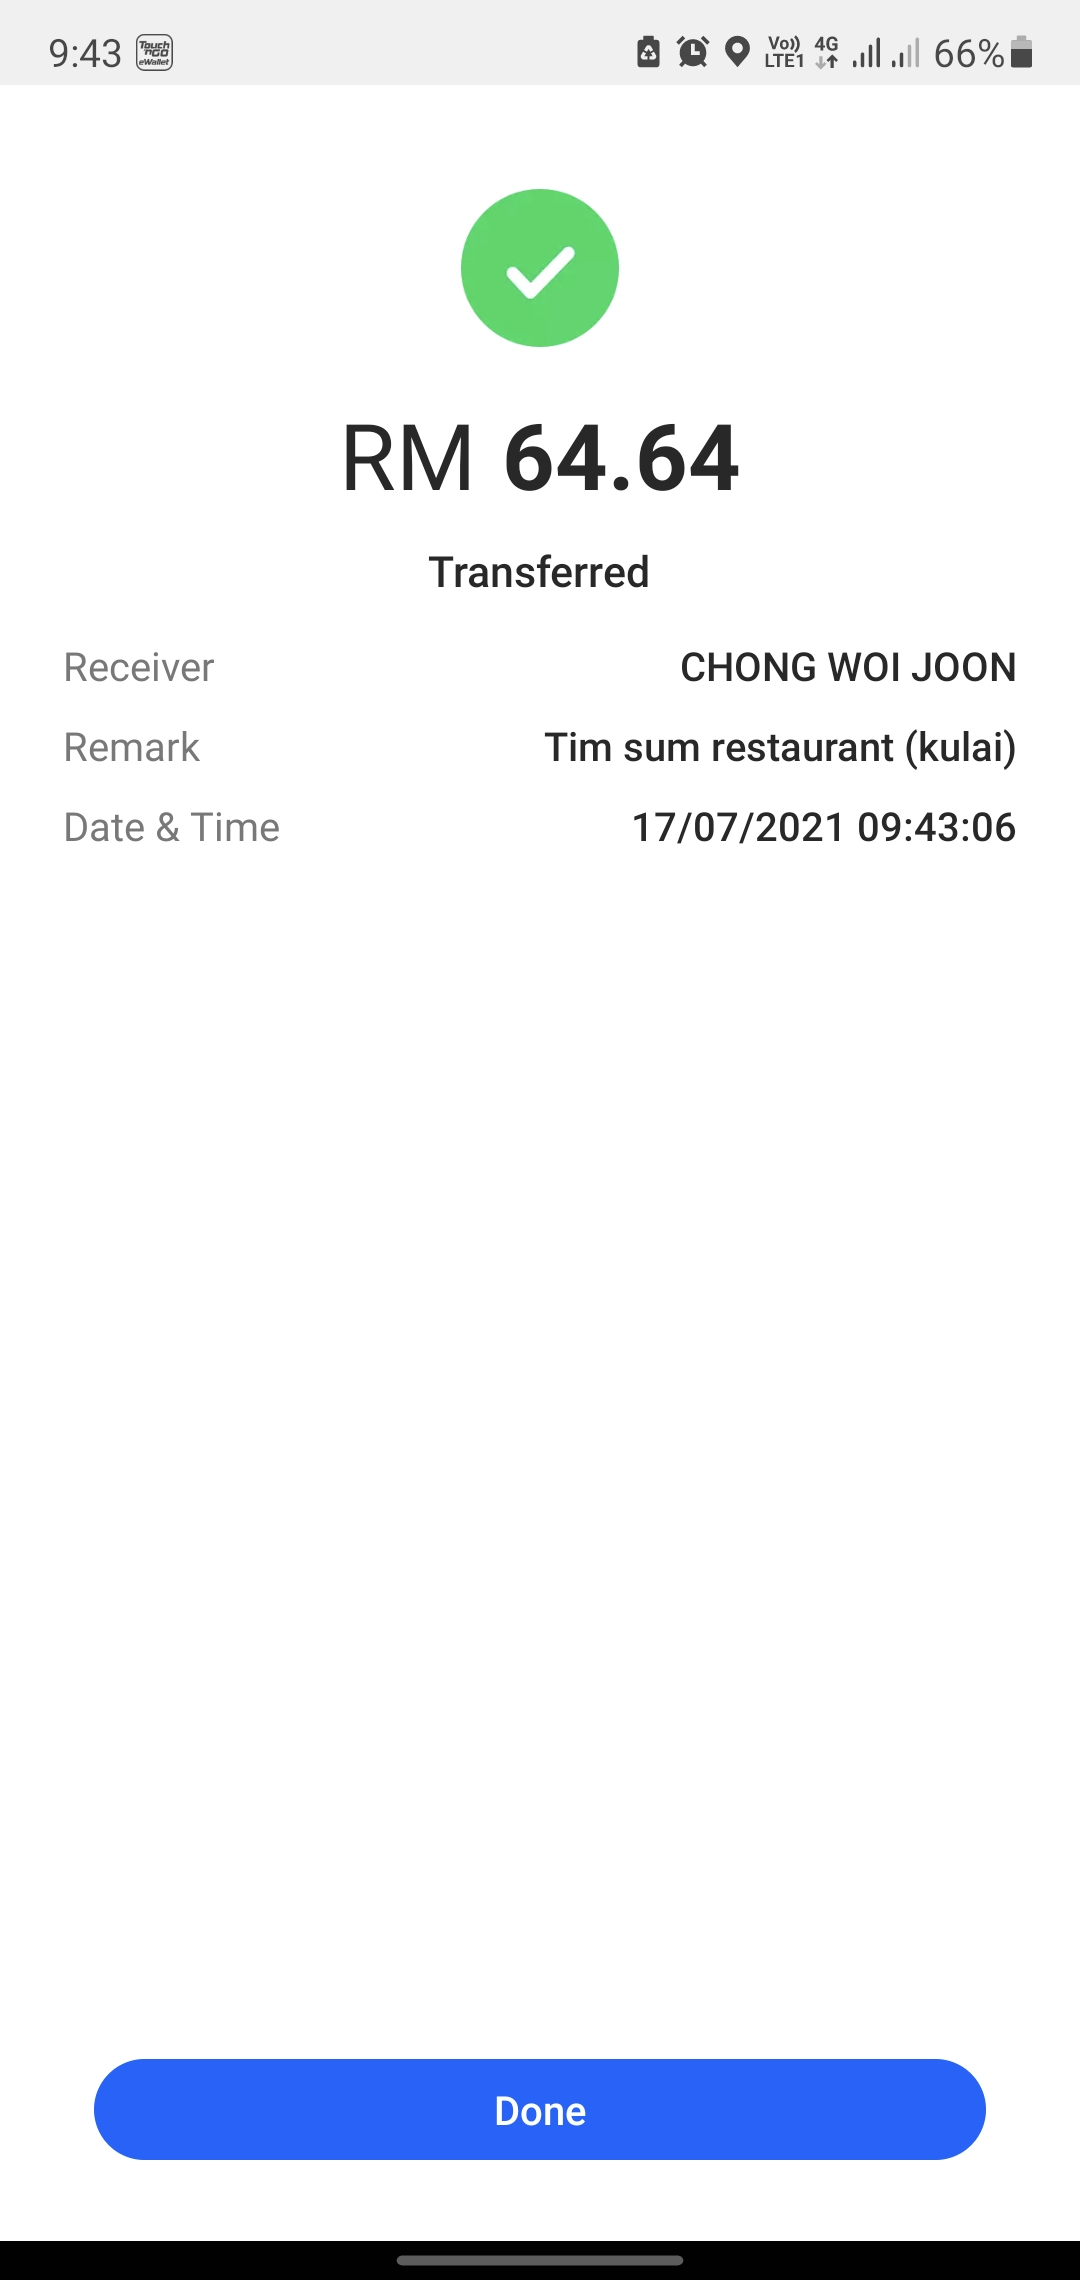 9:43 Touch 'n GO eWallet Vo)) LTE1 4G 66%
RM 64.64
Transferred
Receiver CHONG WOI JOON
Remark Tim sum restaurant (kulai)
Date & Time 17/07/2021 09:43:06
Done